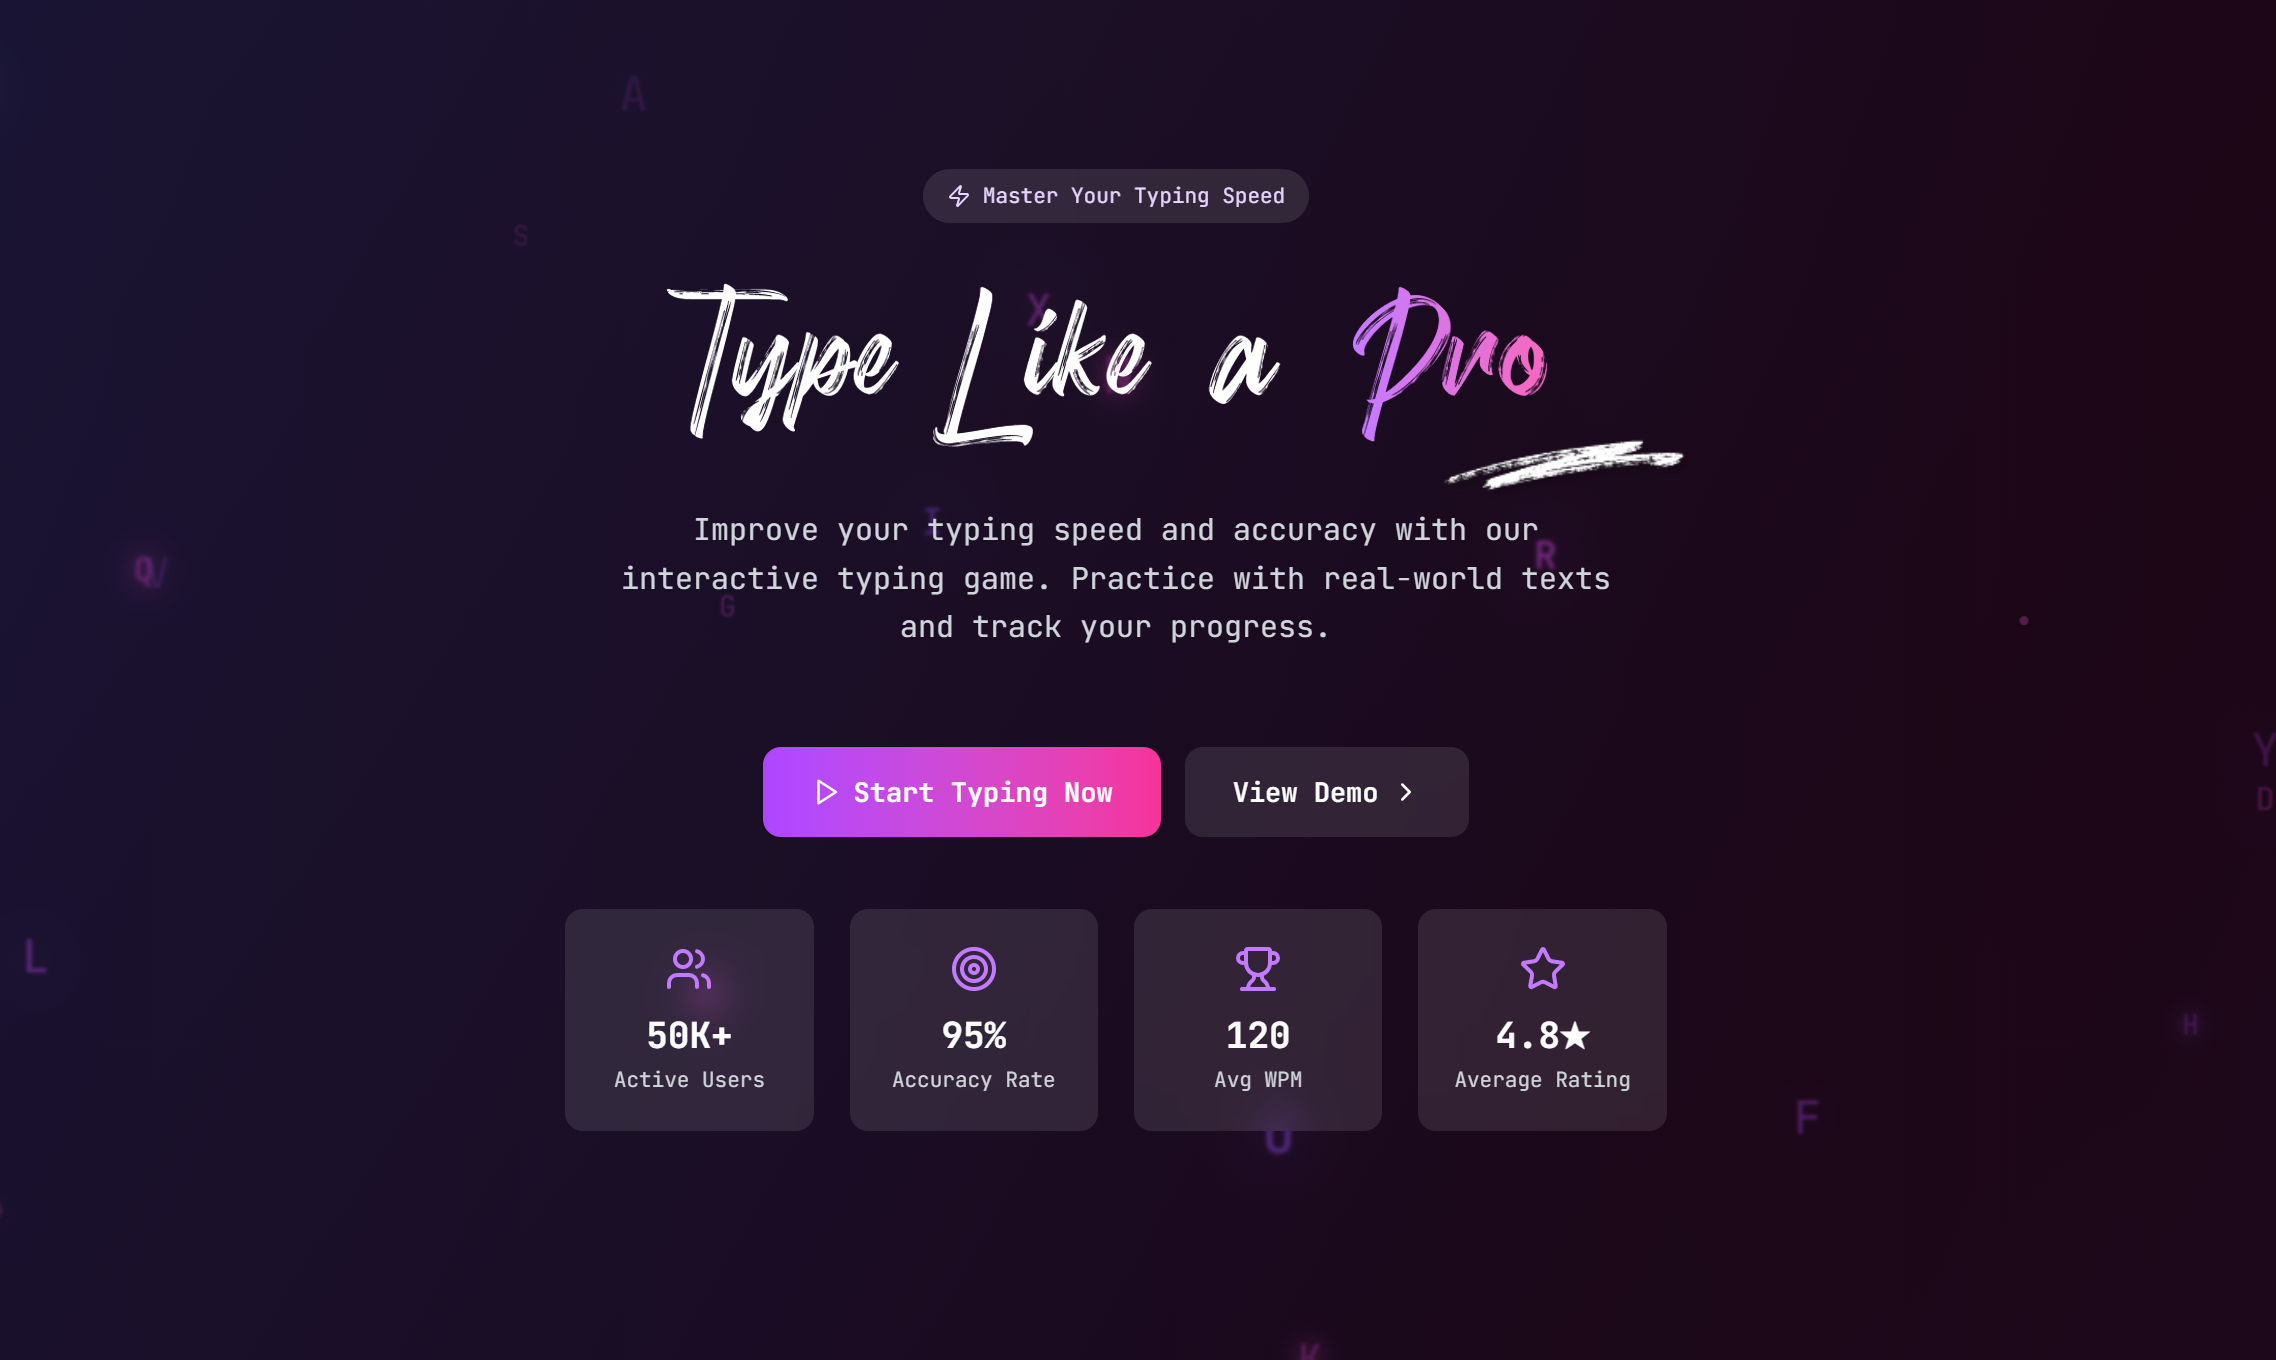 A
Master Your Typing Speed
S
X
Type Like a Pro
I
Improve your typing speed and accuracy with our
R
Q
V
interactive typing game. Practice with real-world texts
G
and track your progress.
Y
Start Typing Now
View Demo
D
L
50K+
95%
120
4.8★
H
Active Users
Accuracy Rate
Avg WPM
Average Rating
F
U
K